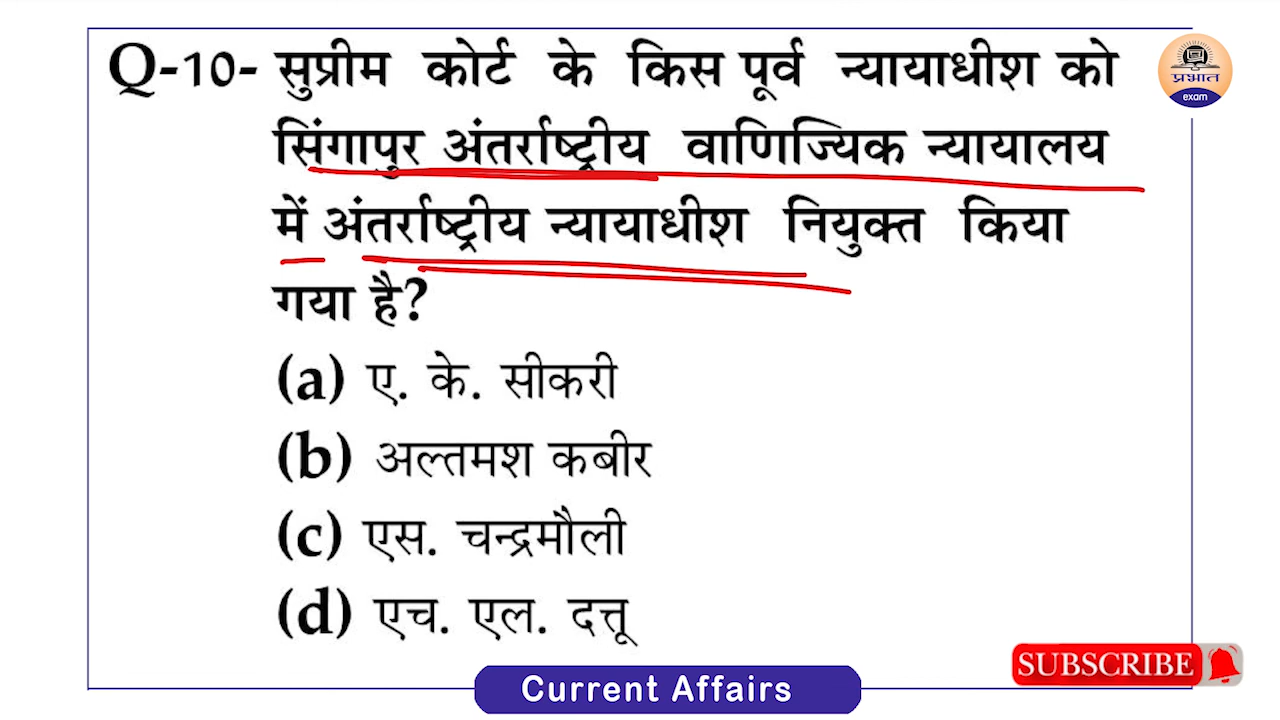 Q-10- सुप्रीम कोर्ट के किस पूर्व न्यायाधीश को
सिंगापुर अंतर्राष्ट्रीय वाणिज्यिक न्यायालय
में अंतर्राष्ट्रीय न्यायाधीश नियुक्त किया
गया है?
(a) ए. के. सीकरी
(b) अल्तमश कबीर
(c) एस. चन्द्रमौली
(d) एच. एल. दत्तू
प्रभात
exam
SUBSCRIBE
Current Affairs